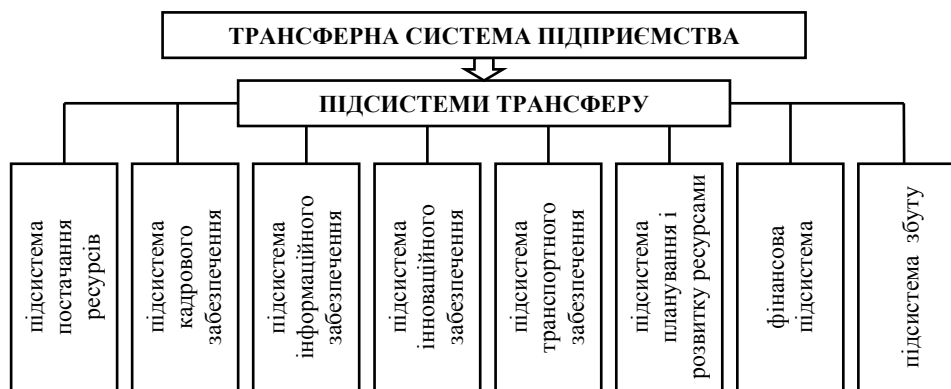 ТРАНСФЕРНА СИСТЕМА ПІДПРИЄМСТВА
ПІДСИСТЕМИ ТРАНСФЕРУ
підсистема
постачання
ресурсів
підсистема
кадрового
забезпечення
підсистема
інформаційного
забезпечення
підсистема
інноваційного
забезпечення
підсистема
транспортного
забезпечення
підсистема
планування і
розвитку ресурсами
фінансова
підсистема
підсистема збуту